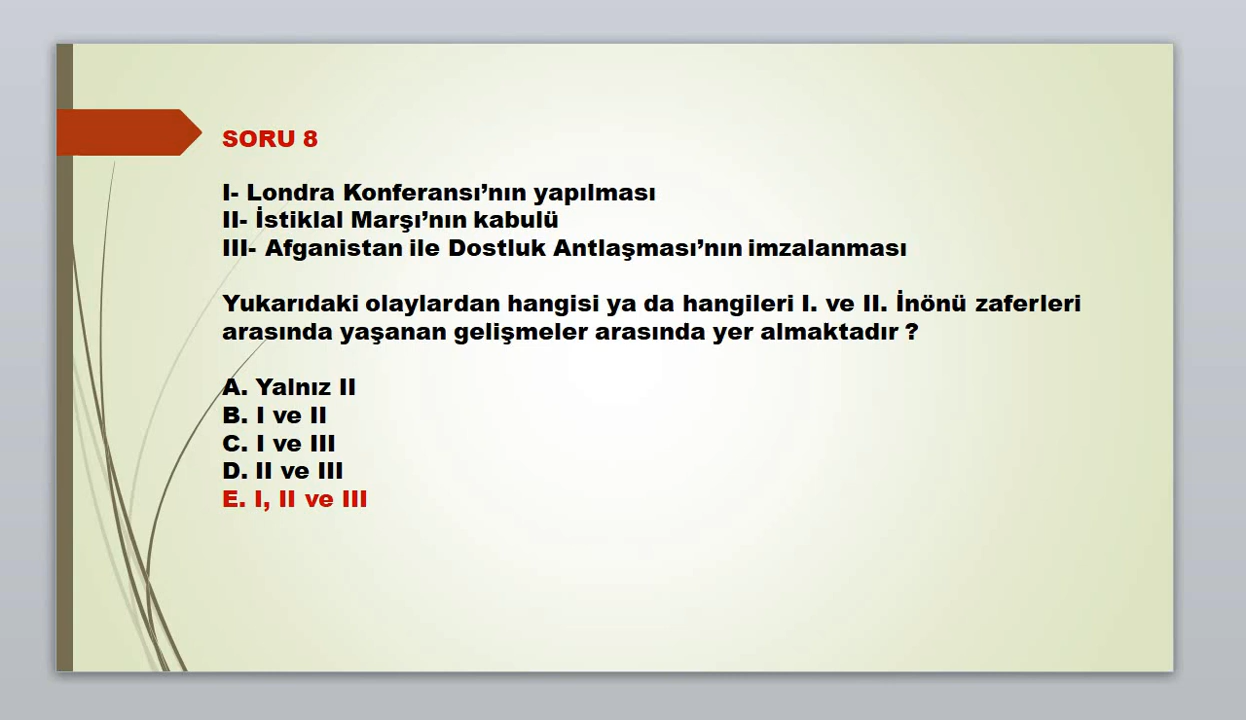 SORU 8
I- Londra Konferansı’nın yapılması
II- İstiklal Marşı’nın kabulü
III- Afganistan ile Dostluk Antlaşması’nın imzalanması
Yukarıdaki olaylardan hangisi ya da hangileri I. ve II. İnönü zaferleri
arasında yaşanan gelişmeler arasında yer almaktadır ?
A. Yalnız II
B. I ve II
C. I ve III
D. II ve III
E. I, II ve III